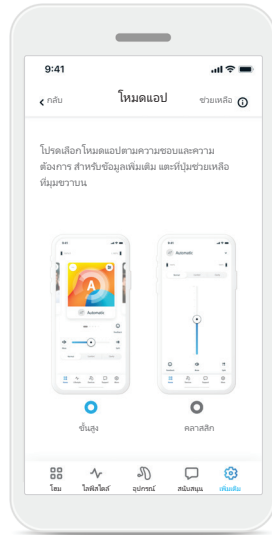 9:41
กลับ
โหมดแอป
ช่วยเหลือ
โปรดเลือกโหมดแอปตามความชอบและความ
ต้องการ สำหรับข้อมูลเพิ่มเติม แตะที่ปุ่มช่วยเหลือ
ที่มุมขวาบน
A
Automatic
Automatic
ขั้นสูง
คลาสสิก
โฮม
ไลฟ์สไตล์
อุปกรณ์
สนับสนุน
เพิ่มเติม